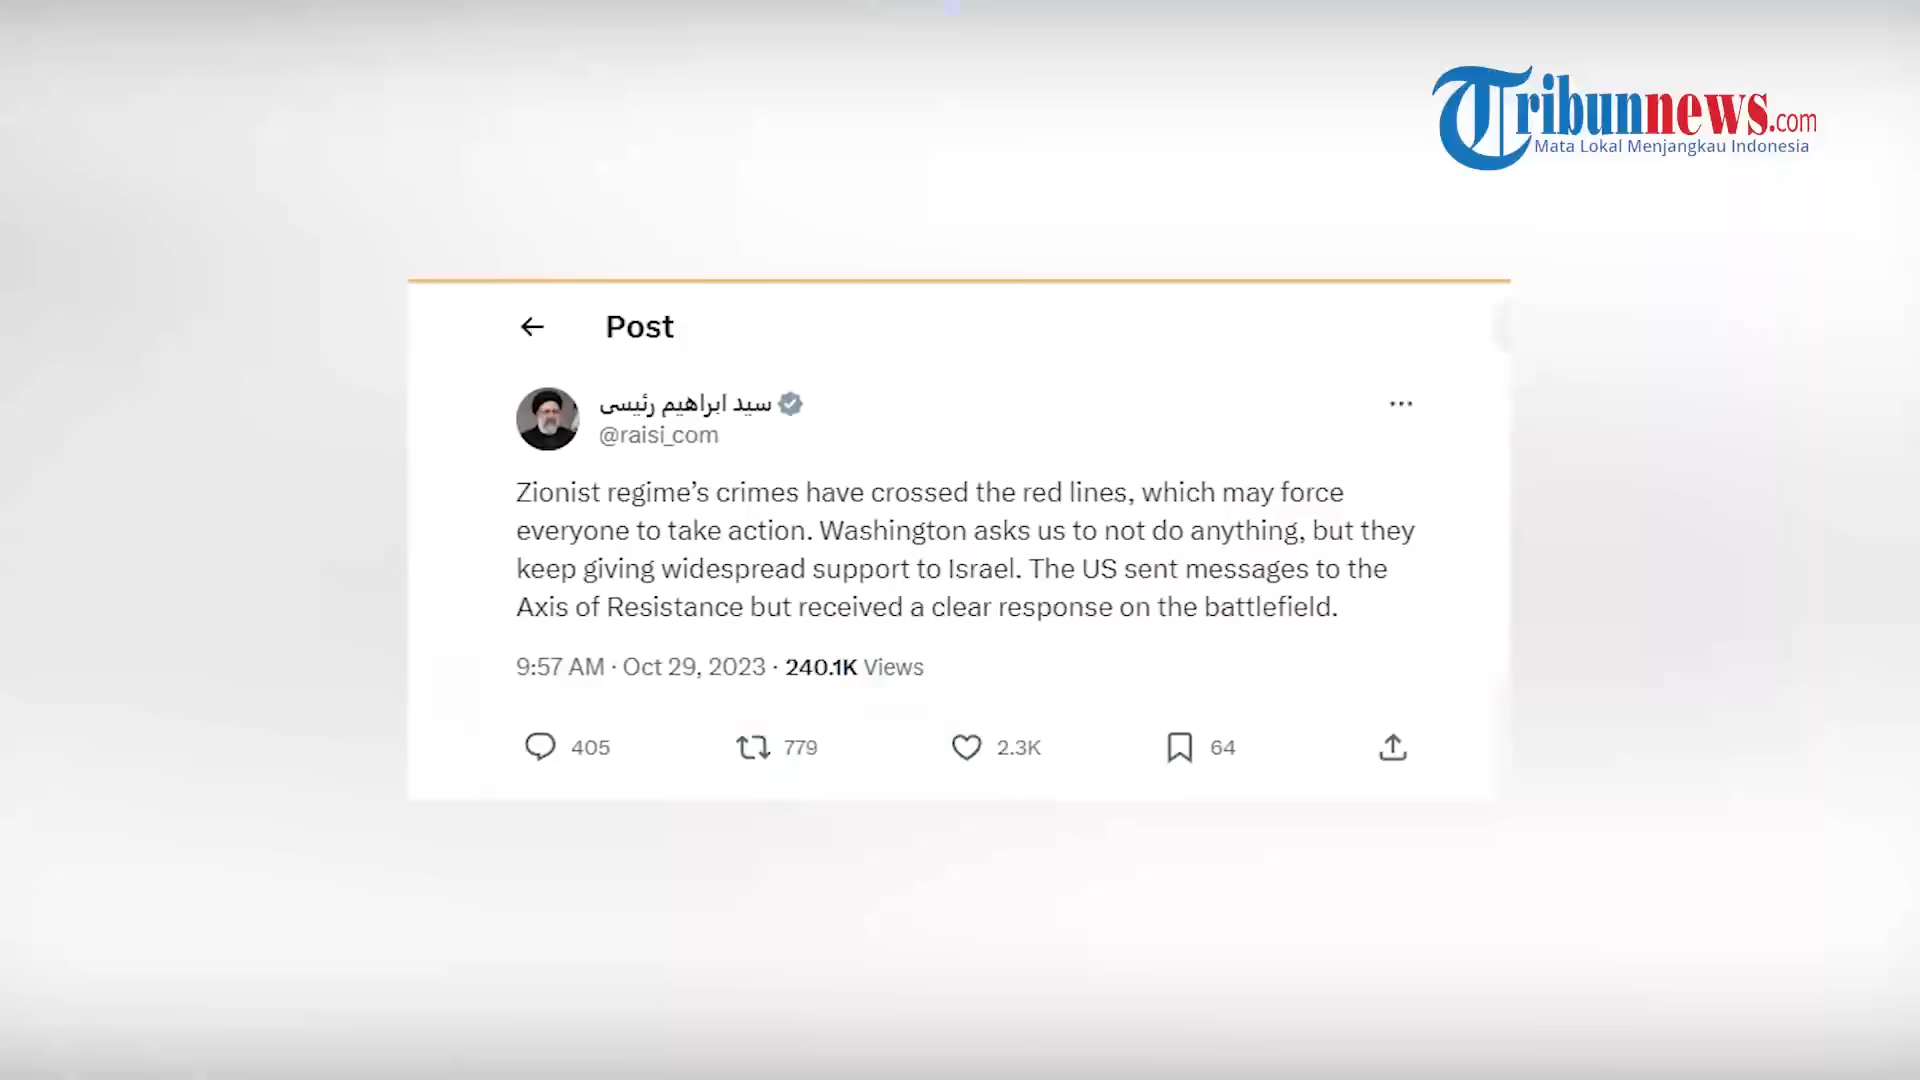 Tribunnews.com
Mata Lokal Menjangkau Indonesia
Post
سید ابراهیم رئیسی
@raisi_com
Zionist regime’s crimes have crossed the red lines, which may force
everyone to take action. Washington asks us to not do anything, but they
keep giving widespread support to Israel. The US sent messages to the
Axis of Resistance but received a clear response on the battlefield.
9:57 AM · Oct 29, 2023 · 240.1K Views
405 779 2.3K 64